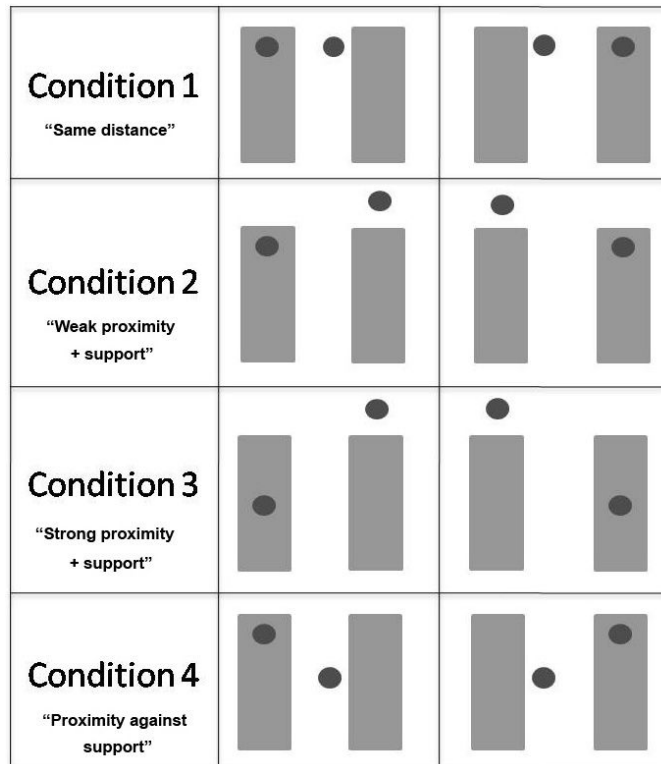 Condition 1
“Same distance”
Condition 2
“Weak proximity
+ support”
Condition 3
“Strong proximity
+ support”
Condition 4
“Proximity against
support”